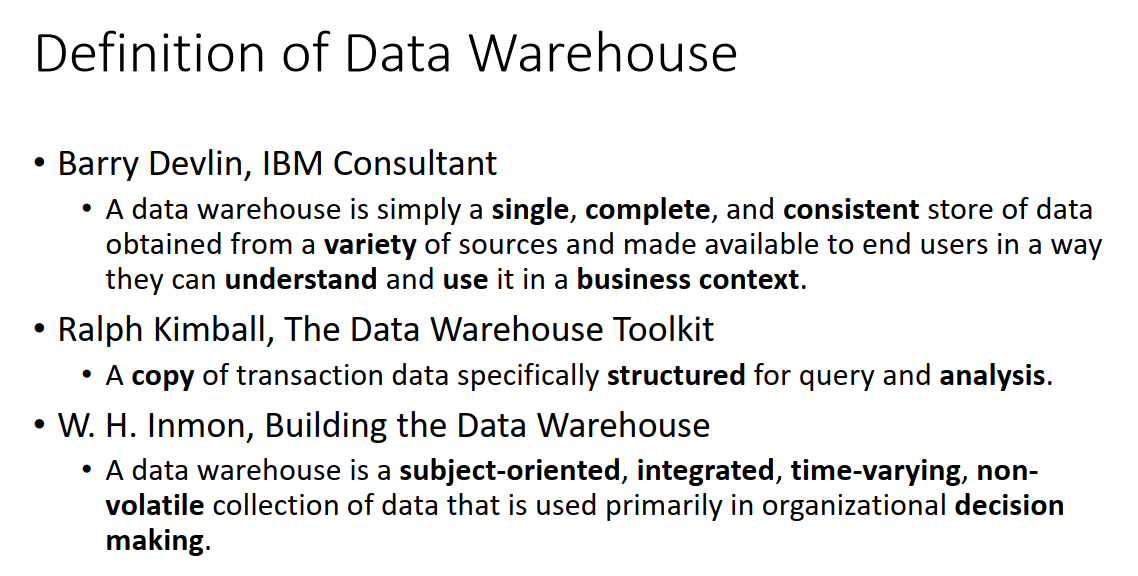 Definition of Data Warehouse
• Barry Devlin, IBM Consultant
• A data warehouse is simply a single, complete, and consistent store of data
obtained from a variety of sources and made available to end users in a way
they can understand and use it in a business context.
• Ralph Kimball, The Data Warehouse Toolkit
• A copy of transaction data specifically structured for query and analysis.
• W. H. Inmon, Building the Data Warehouse
• A data warehouse is a subject-oriented, integrated, time-varying, non-
volatile collection of data that is used primarily in organizational decision
making.